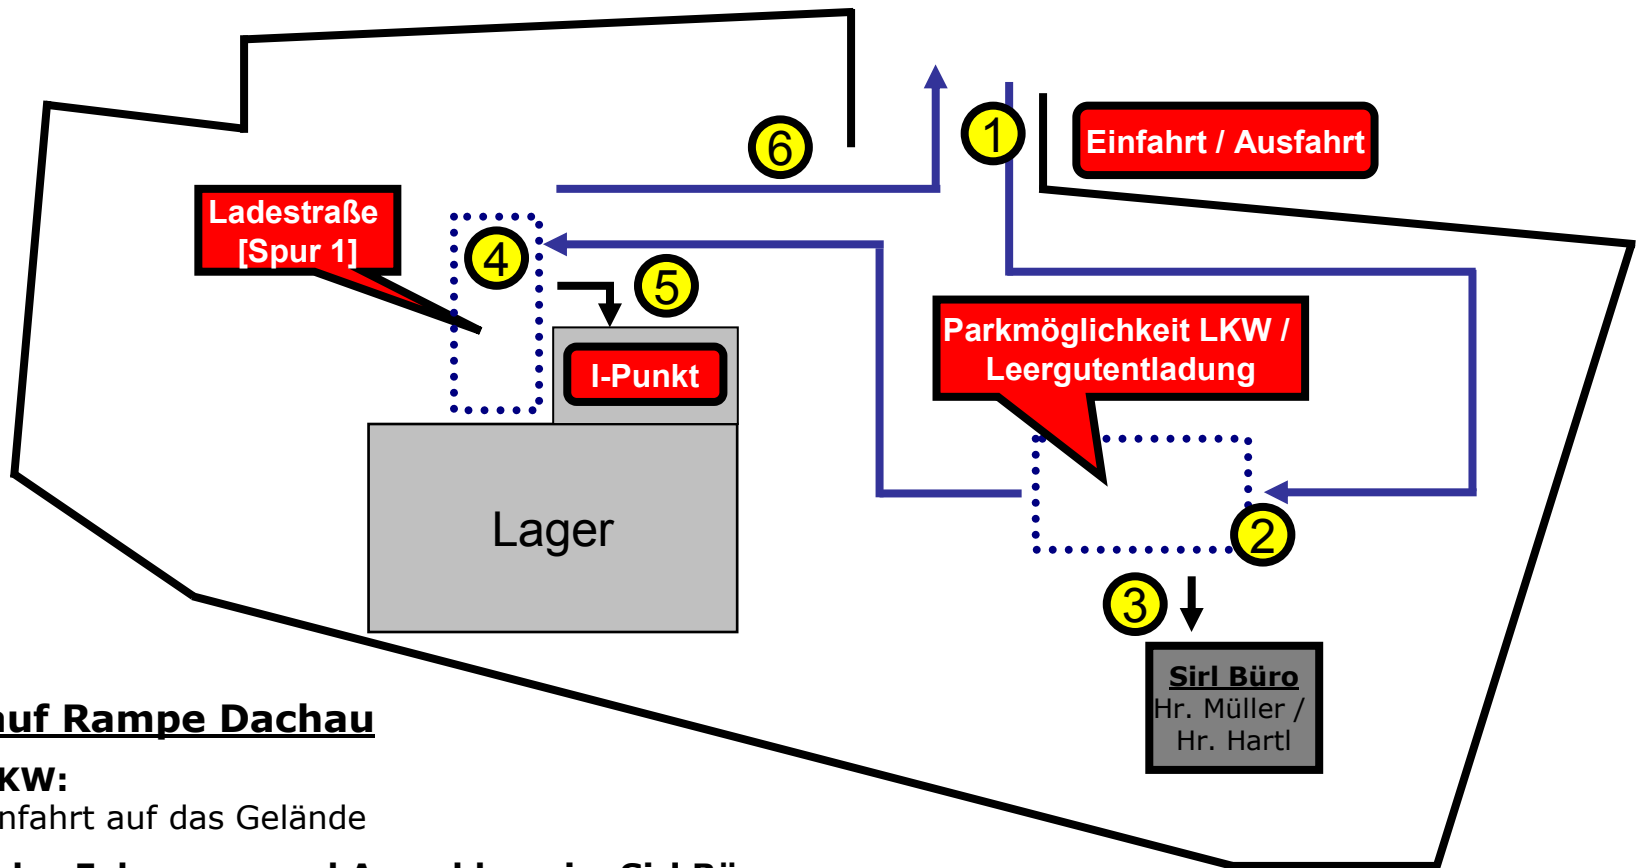 1
6
Einfahrt / Ausfahrt
Ladestraße
[Spur 1]
4
5
Parkmöglichkeit LKW /
Leergutentladung
I-Punkt
Lager
2
3
Sirl Büro
Hr. Müller /
Hr. Hartl
auf Rampe Dachau
KW:
nfahrt auf das Gelände